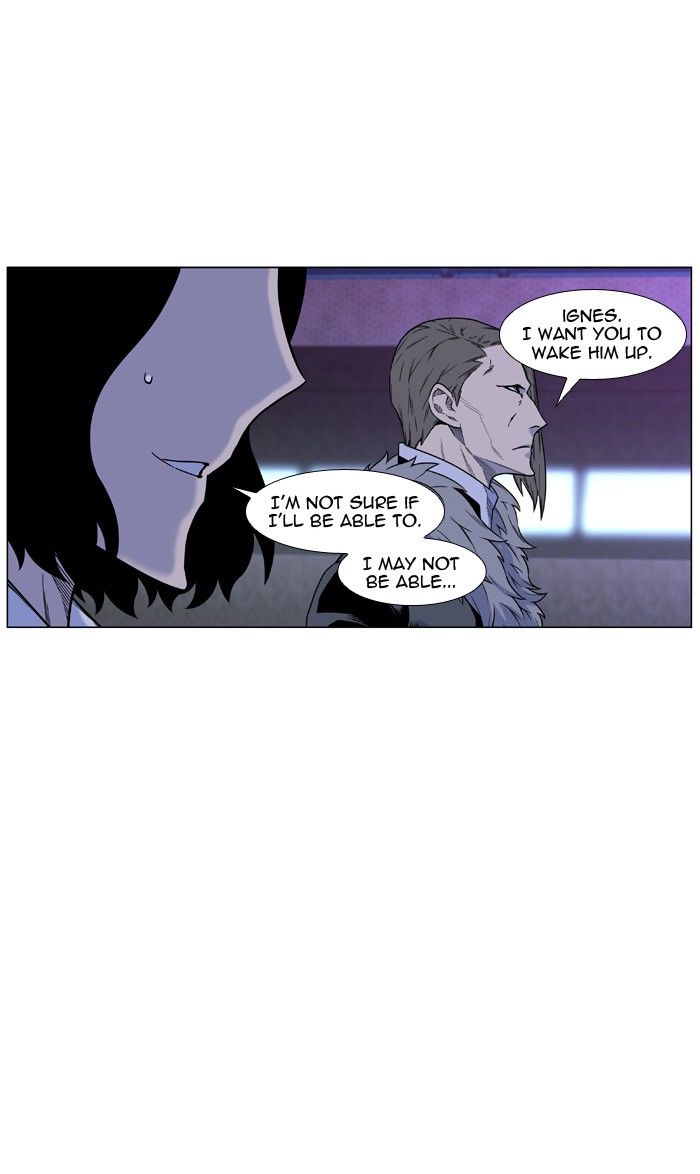 IGNES.
I WANT YOU TO
WAKE HIM UP.
I'M NOT SURE IF
I'LL BE ABLE TO.
I MAY NOT
BE ABLE...